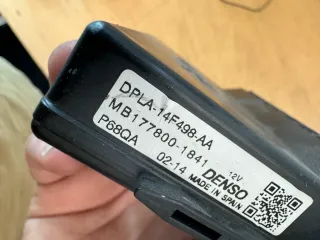 DPLA-14F498-AA
MB177800-1841
P68QA 02-14 12V DENSO
MADE IN SPAIN